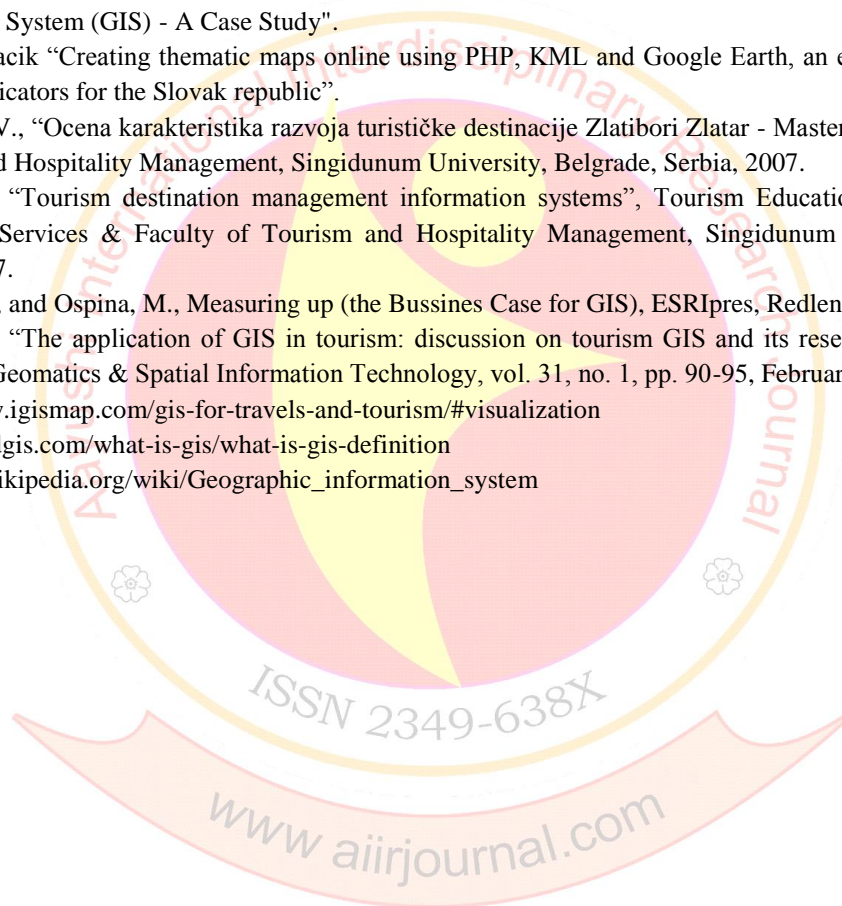 System (GIS) - A Case Study".
acik “Creating thematic maps online using PHP, KML and Google Earth, an e
icators for the Slovak republic”.
V., “Ocena karakteristika razvoja turističke destinacije Zlatibori Zlatar - Master
d Hospitality Management, Singidunum University, Belgrade, Serbia, 2007.
“Tourism destination management information systems”, Tourism Educatio
Services & Faculty of Tourism and Hospitality Management, Singidunum
7.
, and Ospina, M., Measuring up (the Bussines Case for GIS), ESRIpres, Redlen
“The application of GIS in tourism: discussion on tourism GIS and its rese
Geomatics & Spatial Information Technology, vol. 31, no. 1, pp. 90-95, Februar
.igismap.com/gis-for-travels-and-tourism/#visualization
dgis.com/what-is-gis/what-is-gis-definition
ikipedia.org/wiki/Geographic_information_system
Aayushi International Interdisciplinary Research Journal
ISSN 2349-638X
www.aiirjournal.com